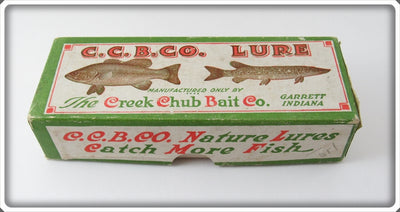 C.C.B.CO. LURE
MANUFACTURED ONLY BY
The Creek Chub Bait Co.
GARRETT
INDIANA
C.C.B.CO. Nature Lures
Catch More Fish